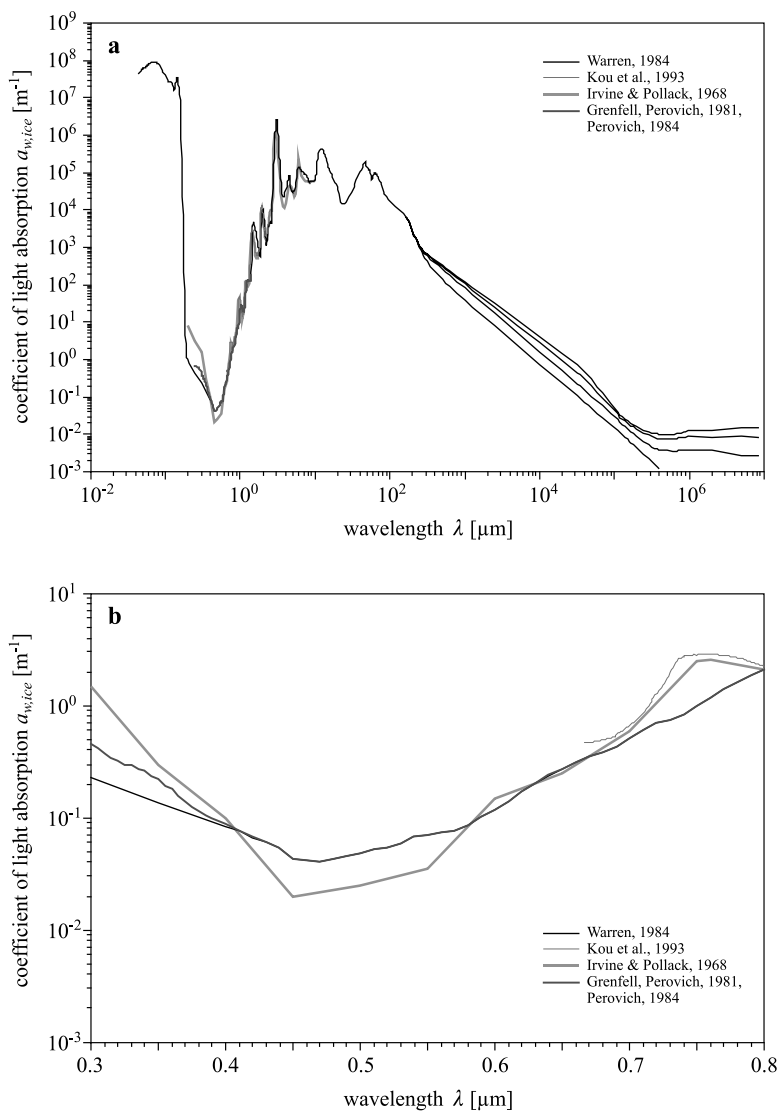 a
10^9
10^8
10^7
10^6
10^5
10^4
10^3
10^2
10^1
10^0
10^-1
10^-2
10^-3
coefficient of light absorption a_w,ice [m^-1]
Warren, 1984
Kou et al., 1993
Irvine & Pollack, 1968
Grenfell, Perovich, 1981,
Perovich, 1984
10^-2 10^0 10^2 10^4 10^6
wavelength λ [µm]
b
10^1
10^0
10^-1
10^-2
10^-3
coefficient of light absorption a_w,ice [m^-1]
Warren, 1984
Kou et al., 1993
Irvine & Pollack, 1968
Grenfell, Perovich, 1981,
Perovich, 1984
0.3 0.4 0.5 0.6 0.7 0.8
wavelength λ [µm]